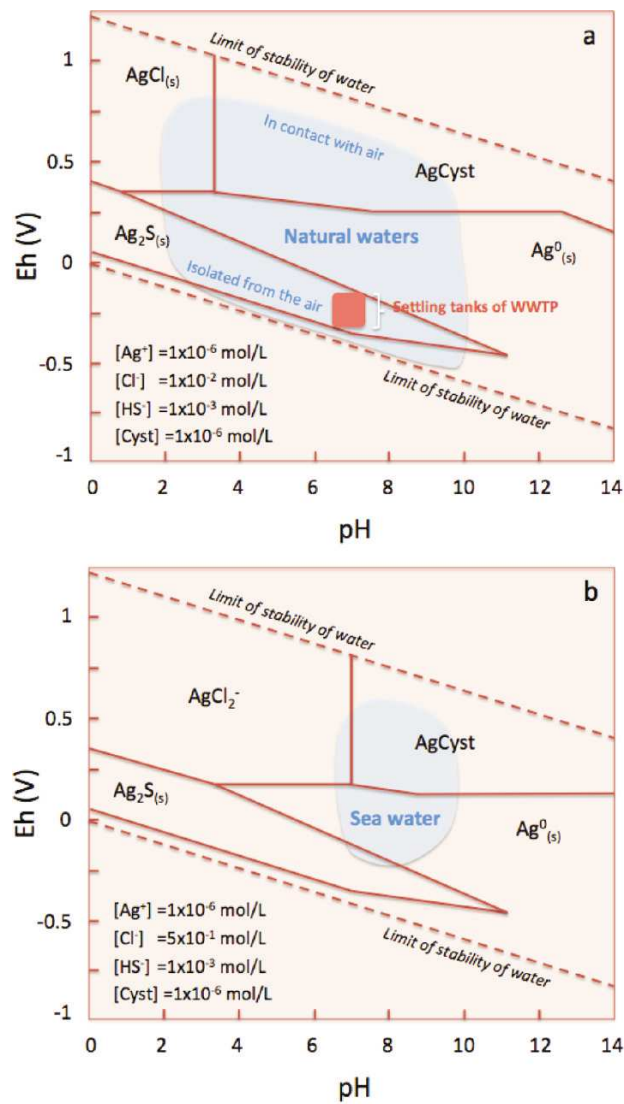 a
Limit of stability of water
1
AgCl(s)
In contact with air
AgCyst
0.5
Natural waters
Ag₂S(s)
Ag⁰(s)
Eh (V)
0
Isolated from the air
Settling tanks of WWTP
-0.5
[Ag⁺] =1x10⁻⁶ mol/L
[Cl⁻] =1x10⁻² mol/L
[HS⁻] =1x10⁻³ mol/L
[Cyst] =1x10⁻⁶ mol/L
Limit of stability of water
-1
0 2 4 6 8 10 12 14
pH
b
Limit of stability of water
1
AgCl₂⁻
AgCyst
0.5
Ag₂S(s)
Sea water
Ag⁰(s)
Eh (V)
0
-0.5
[Ag⁺] =1x10⁻⁶ mol/L
[Cl⁻] =5x10⁻¹ mol/L
[HS⁻] =1x10⁻³ mol/L
[Cyst] =1x10⁻⁶ mol/L
Limit of stability of water
-1
0 2 4 6 8 10 12 14
pH